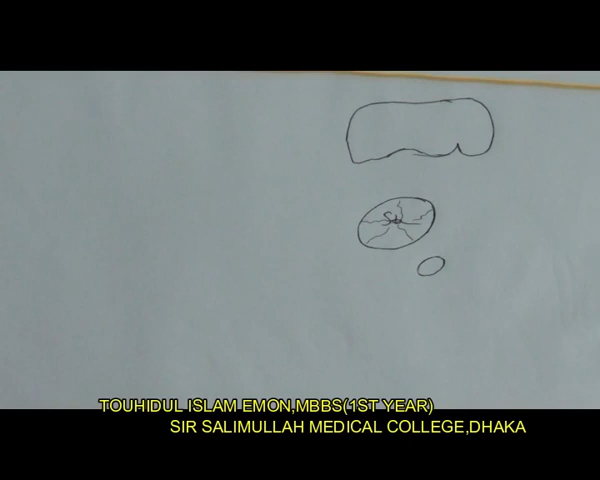 TOUHIDUL ISLAM EMON,MBBS(1ST YEAR)
SIR SALIMULLAH MEDICAL COLLEGE,DHAKA